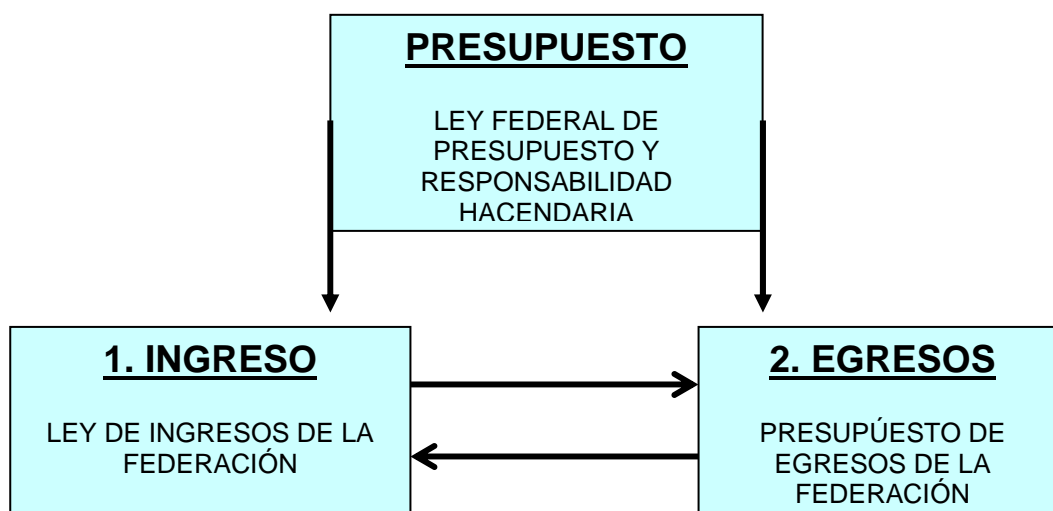 PRESUPUESTO
LEY FEDERAL DE
PRESUPUESTO Y
RESPONSABILIDAD
HACENDARIA
1. INGRESO
LEY DE INGRESOS DE LA
FEDERACIÓN
2. EGRESOS
PRESUPÚESTO DE
EGRESOS DE LA
FEDERACIÓN